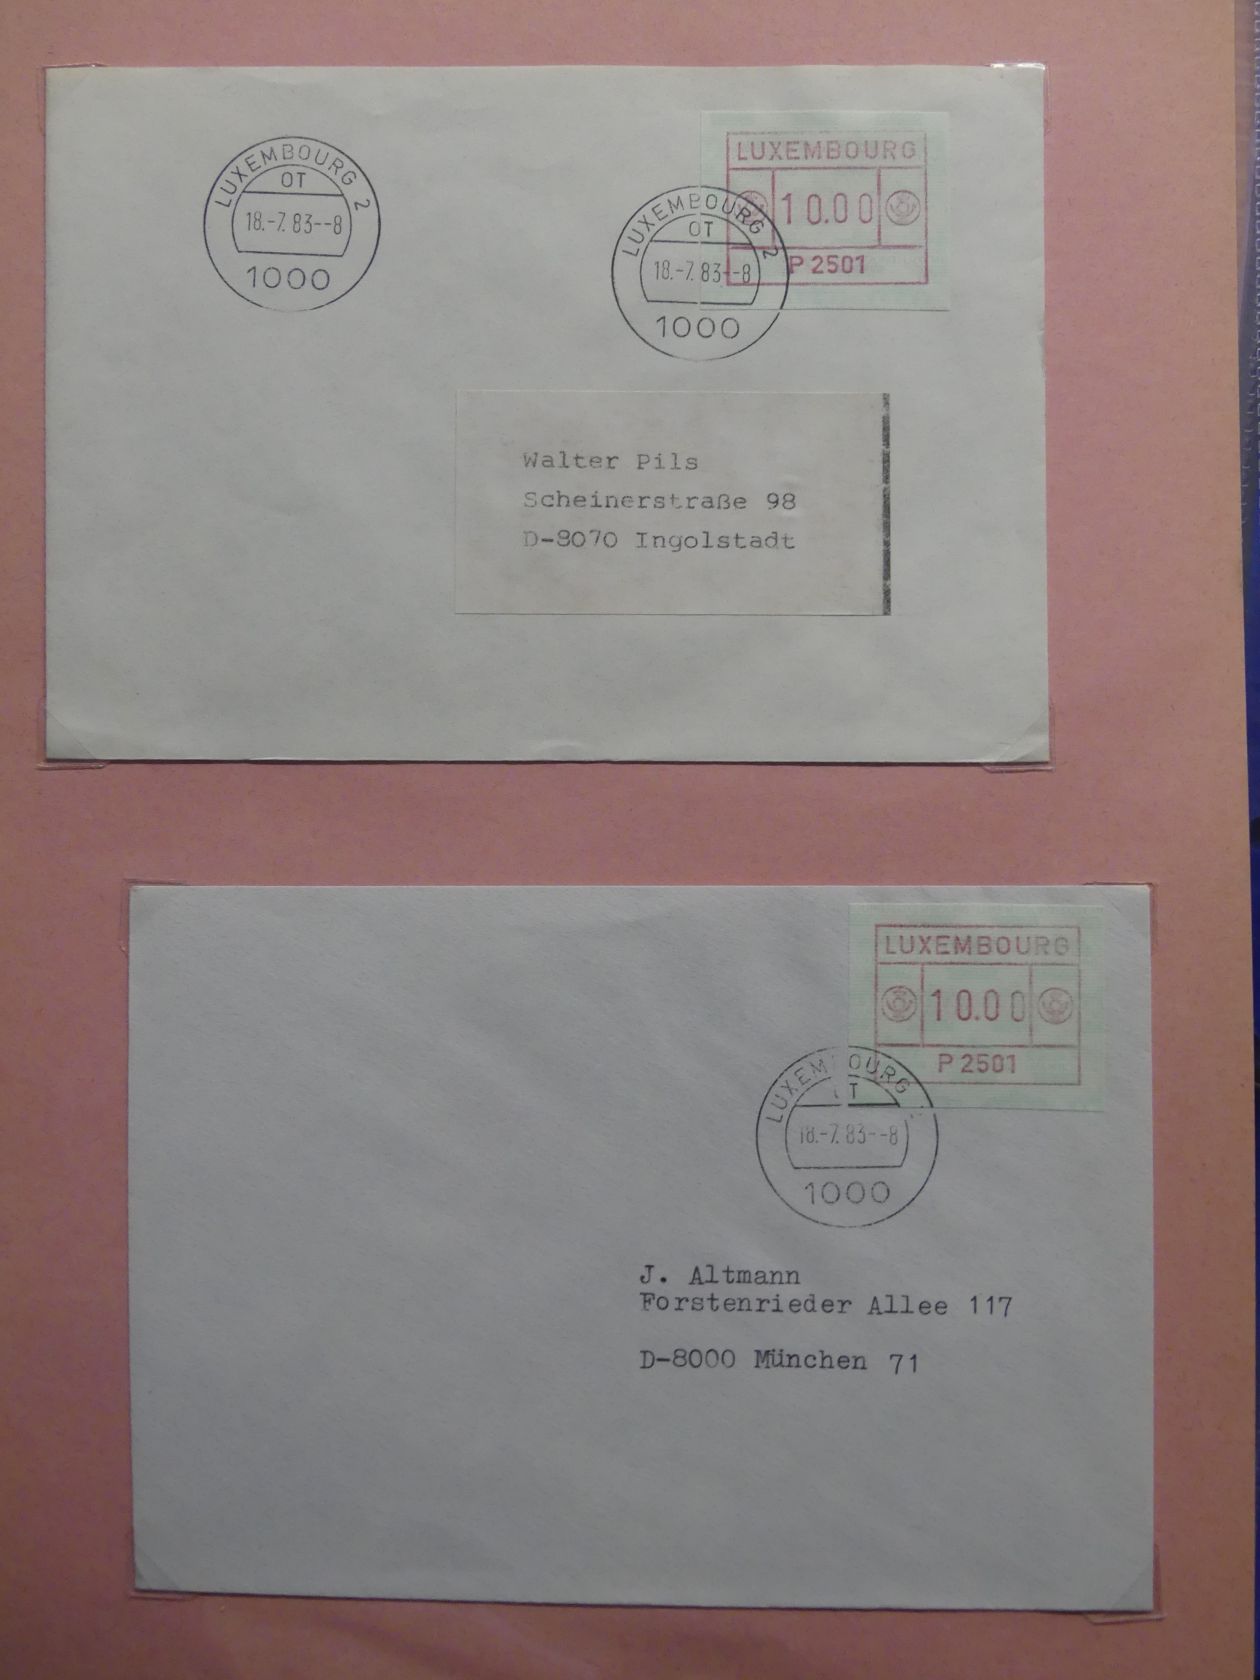 LUXEMBOURG 2
OT
18.-7.83--8
1000
LUXEMBOURG 2
OT
18.-7.83--8
1000
LUXEMBOURG
10.00
P 2501
Walter Pils
Scheinerstraße 98
D-8070 Ingolstadt
LUXEMBOURG
10.00
P 2501
LUXEMBOURG
OT
18.-7.83--8
1000
J. Altmann
Forstenrieder Allee 117
D-8000 München 71